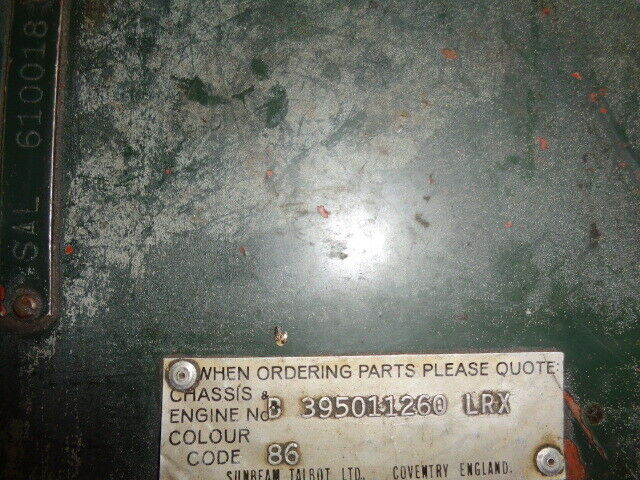 SAL 610018
WHEN ORDERING PARTS PLEASE QUOTE:
CHASSIS &
ENGINE No B 395011260 LRX
COLOUR
CODE 86
SUNBEAM TALBOT LTD. COVENTRY ENGLAND.